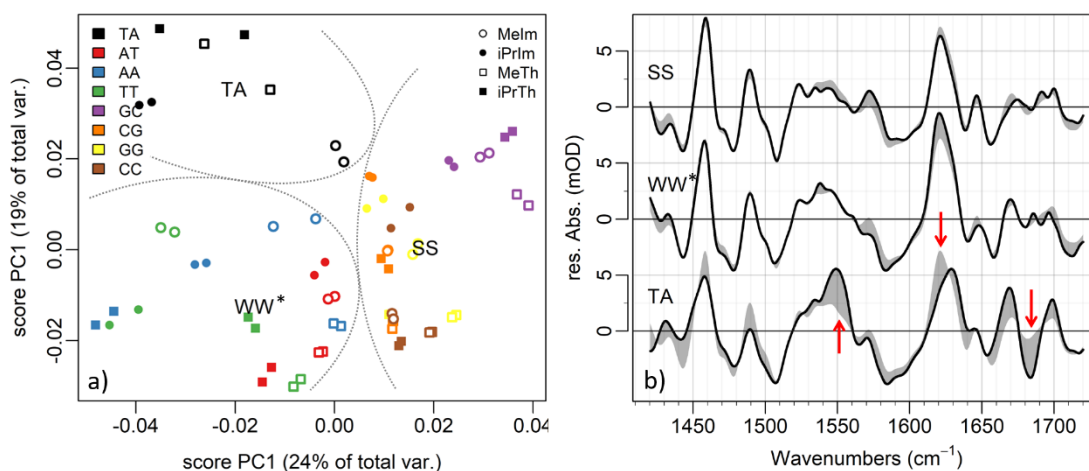 TA
AT
AA
TT
GC
CG
GG
CC
MeIm
iPrIm
MeTh
iPrTh
TA
SS
WW*
a)
score PC1 (19% of total var.)
0.04
0.02
0.00
-0.02
-0.04
-0.02
0.00
0.02
0.04
score PC1 (24% of total var.)
SS
WW*
TA
b)
res. Abs. (mOD)
5
0
5
0
5
0
1450
1500
1550
1600
1650
1700
Wavenumbers (cm⁻¹)